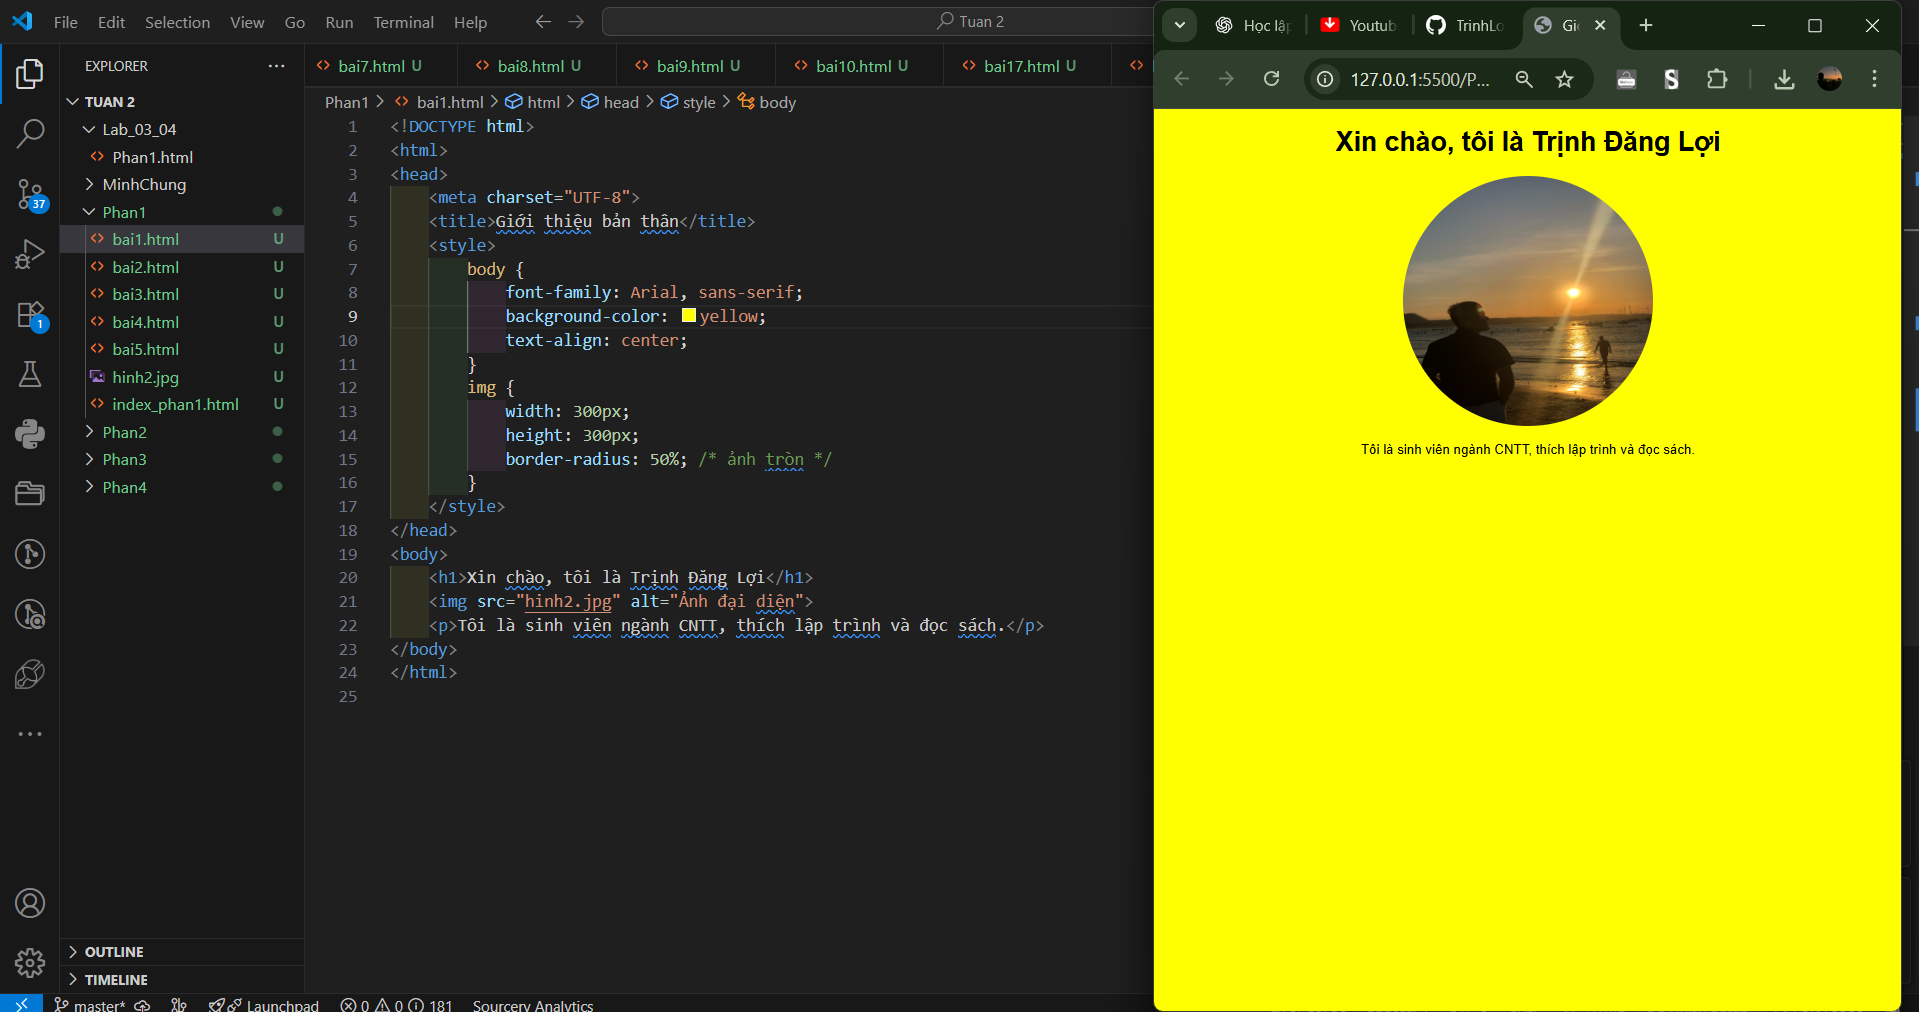 File Edit Selection View Go Run Terminal Help
Tuan 2
EXPLORER
TUAN 2
Lab_03_04
Phan1.html
MinhChung
Phan1
bai1.html U
bai2.html U
bai3.html U
bai4.html U
bai5.html U
hinh2.jpg U
index_phan1.html U
Phan2
Phan3
Phan4
OUTLINE
TIMELINE
37
1
bai7.html U bai8.html U bai9.html U bai10.html U bai17.html U
Phan1 > bai1.html > html > head > style > body
1 <!DOCTYPE html>
2 <html>
3 <head>
4 <meta charset="UTF-8">
5 <title>Giới thiệu bản thân</title>
6 <style>
7 body {
8 font-family: Arial, sans-serif;
9 background-color: yellow;
10 text-align: center;
11 }
12 img {
13 width: 300px;
14 height: 300px;
15 border-radius: 50%; /* ảnh tròn */
16 }
17 </style>
18 </head>
19 <body>
20 <h1>Xin chào, tôi là Trịnh Đăng Lợi</h1>
21 <img src="hinh2.jpg" alt="Ảnh đại diện">
22 <p>Tôi là sinh viên ngành CNTT, thích lập trình và đọc sách.</p>
23 </body>
24 </html>
25
master* Launchpad 0 0 181 Sourcery Analytics
Học lập Youtub TrinhLo Giớ
127.0.0.1:5500/P...
Xin chào, tôi là Trịnh Đăng Lợi
Tôi là sinh viên ngành CNTT, thích lập trình và đọc sách.